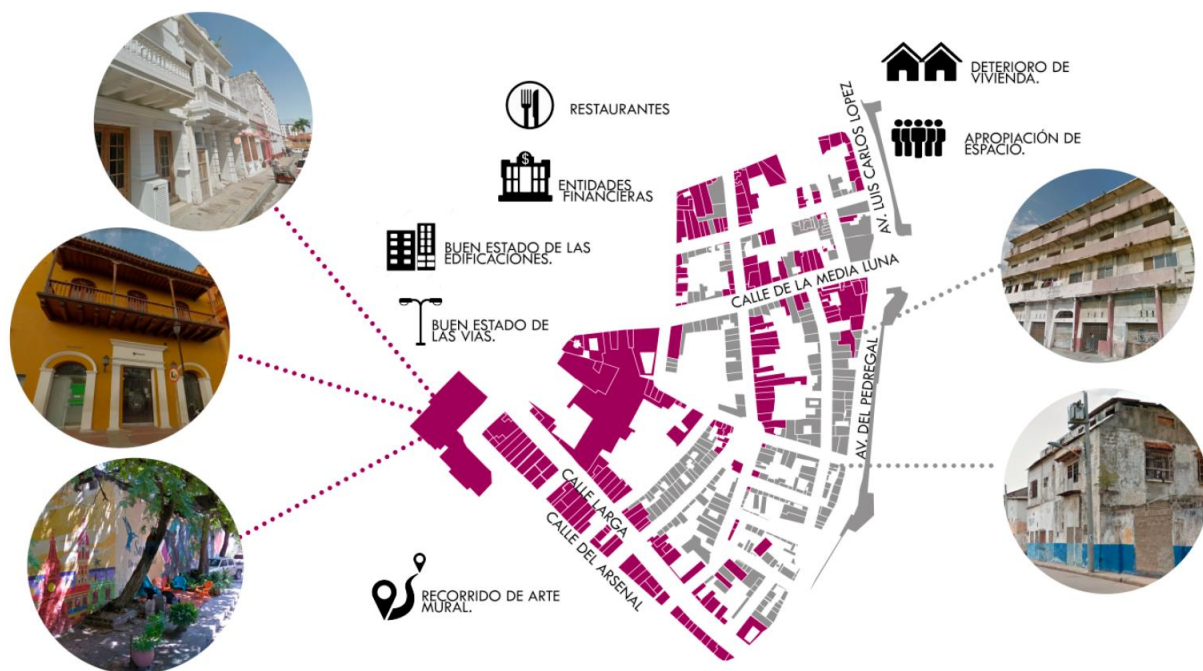 DETERIORO DE
VIVIENDA.
RESTAURANTES
APROPIACIÓN DE
ESPACIO.
$
ENTIDADES
FINANCIERAS
AV. LUIS CARLOS LOPEZ
BUEN ESTADO DE LAS
EDIFICACIONES.
CALLE DE LA MEDIA LUNA
BUEN ESTADO DE
LAS VIAS.
AV. DEL PEDREGAL
CALLE LARGA
CALLE DEL ARSENAL
RECORRIDO DE ARTE
MURAL.